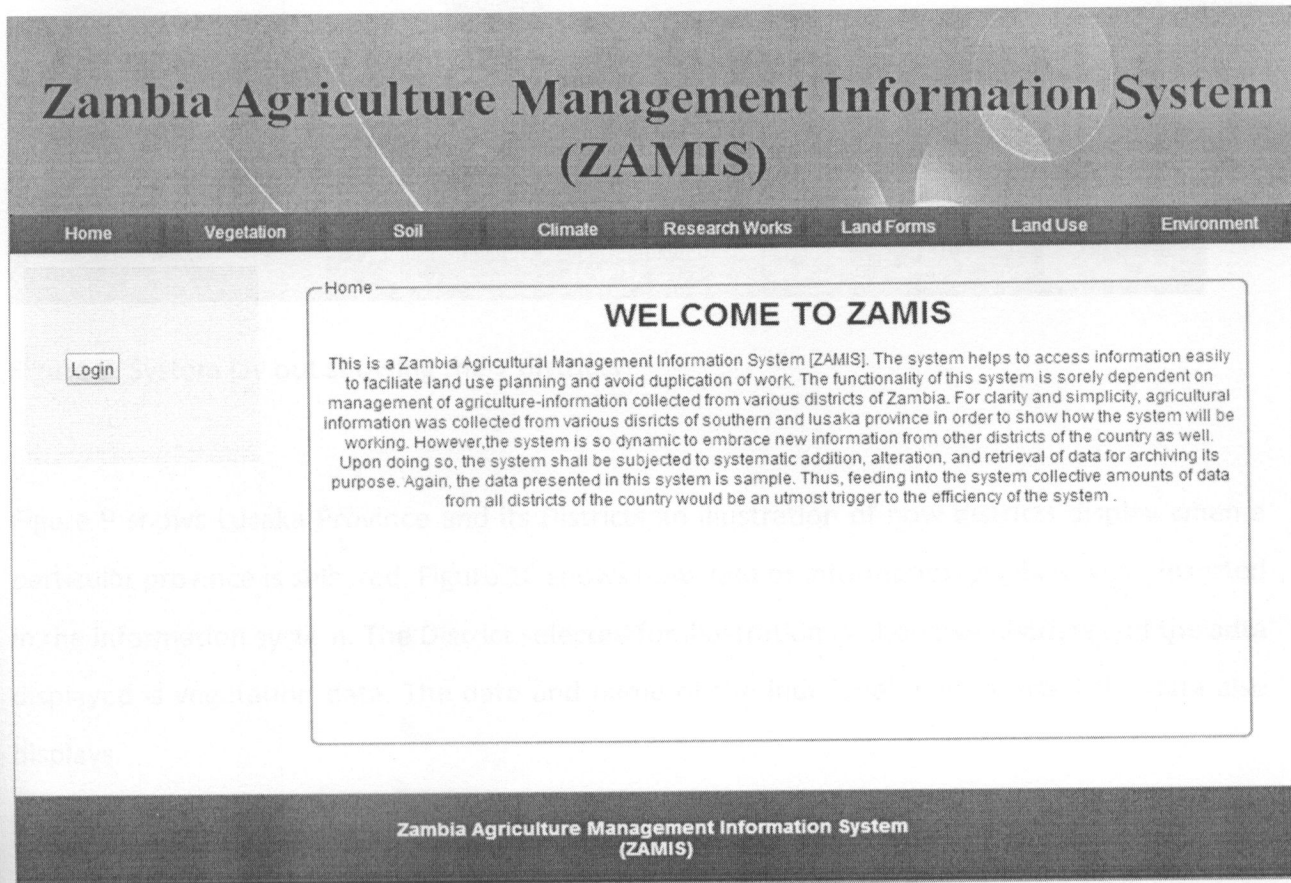 Zambia Agriculture Management Information System
(ZAMIS)
Home Vegetation Soil Climate Research Works Land Forms Land Use Environment
Home
WELCOME TO ZAMIS
Login
This is a Zambia Agricultural Management Information System [ZAMIS]. The system helps to access information easily
to faciliate land use planning and avoid duplication of work. The functionality of this system is sorely dependent on
management of agriculture-information collected from various districts of Zambia. For clarity and simplicity, agricultural
information was collected from various disricts of southern and lusaka province in order to show how the system will be
working. However,the system is so dynamic to embrace new information from other districts of the country as well.
Upon doing so, the system shall be subjected to systematic addition, alteration, and retrieval of data for archiving its
purpose. Again, the data presented in this system is sample. Thus, feeding into the system collective amounts of data
from all districts of the country would be an utmost trigger to the efficiency of the system .
Zambia Agriculture Management Information System
(ZAMIS)